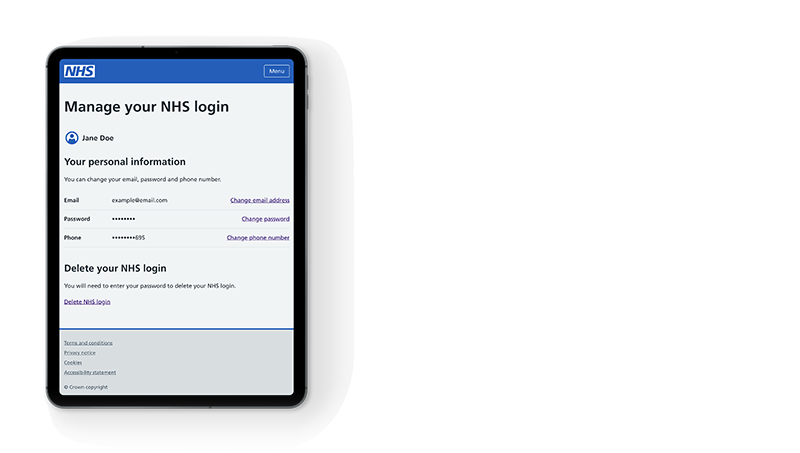 NHS
Menu
Manage your NHS login
Jane Doe
Your personal information
You can change your email, password and phone number.
Email example@email.com Change email address
Password •••••••• Change password
Phone ••••••••695 Change phone number
Delete your NHS login
You will need to enter your password to delete your NHS login.
Delete NHS login
Terms and conditions
Privacy notice
Cookies
Accessibility statement
© Crown copyright